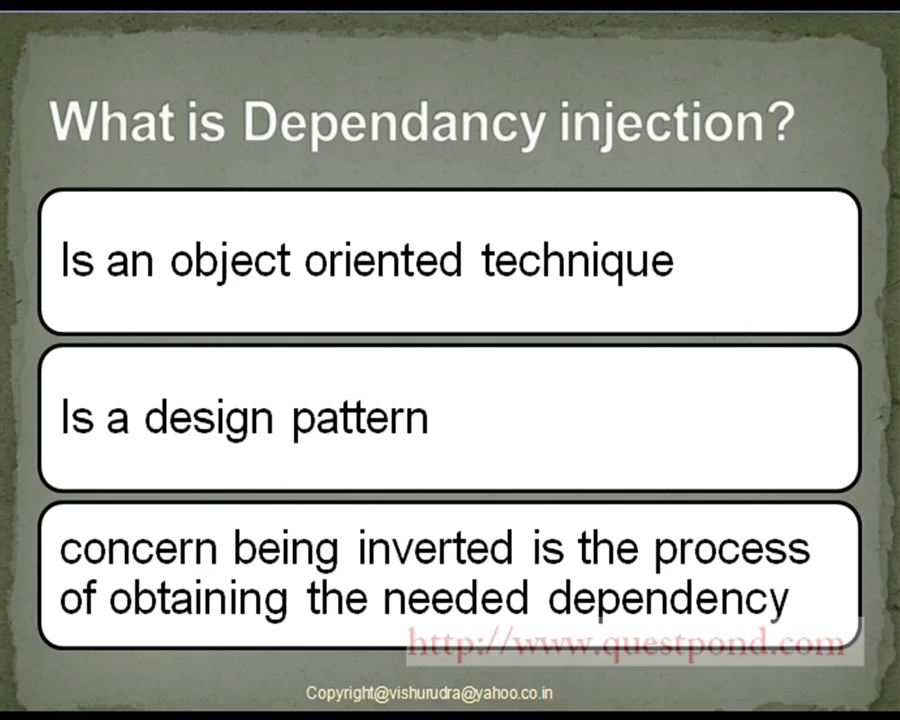 What is Dependancy injection?
Is an object oriented technique
Is a design pattern
concern being inverted is the process
of obtaining the needed dependency
http://www.questpond.com
Copyright@vishurudra@yahoo.co.in